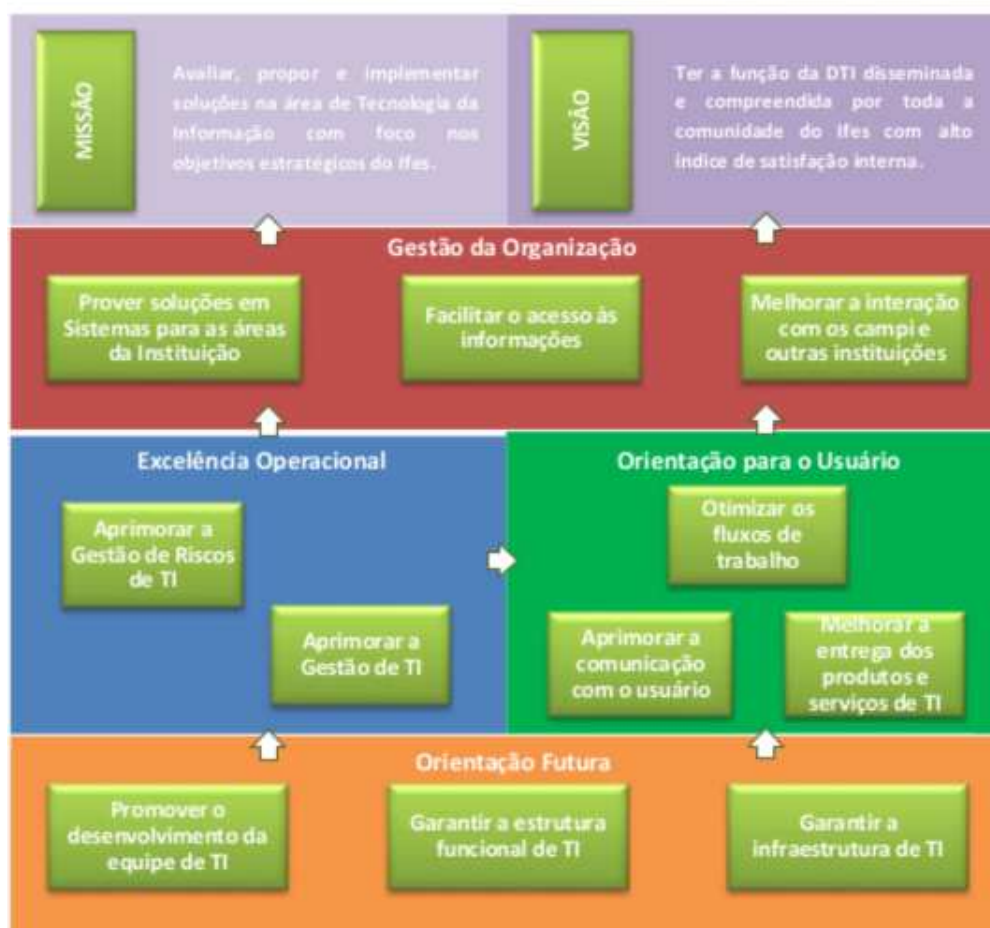 MISSÃO
Avaliar, propor e implementar
soluções na área de Tecnologia da
Informação com foco nos
objetivos estratégicos do Ifes.
VISÃO
Ter a função da DTI disseminada
e compreendida por toda a
comunidade do Ifes com alto
índice de satisfação interna.
Gestão da Organização
Prover soluções em
Sistemas para as áreas
da Instituição
Facilitar o acesso às
informações
Melhorar a interação
com os campi e
outras instituições
Excelência Operacional
Aprimorar a
Gestão de Riscos
de TI
Aprimorar a
Gestão de TI
Orientação para o Usuário
Otimizar os
fluxos de
trabalho
Aprimorar a
comunicação
com o usuário
Melhorar a
entrega dos
produtos e
serviços de TI
Orientação Futura
Promover o
desenvolvimento da
equipe de TI
Garantir a estrutura
funcional de TI
Garantir a
infraestrutura de TI